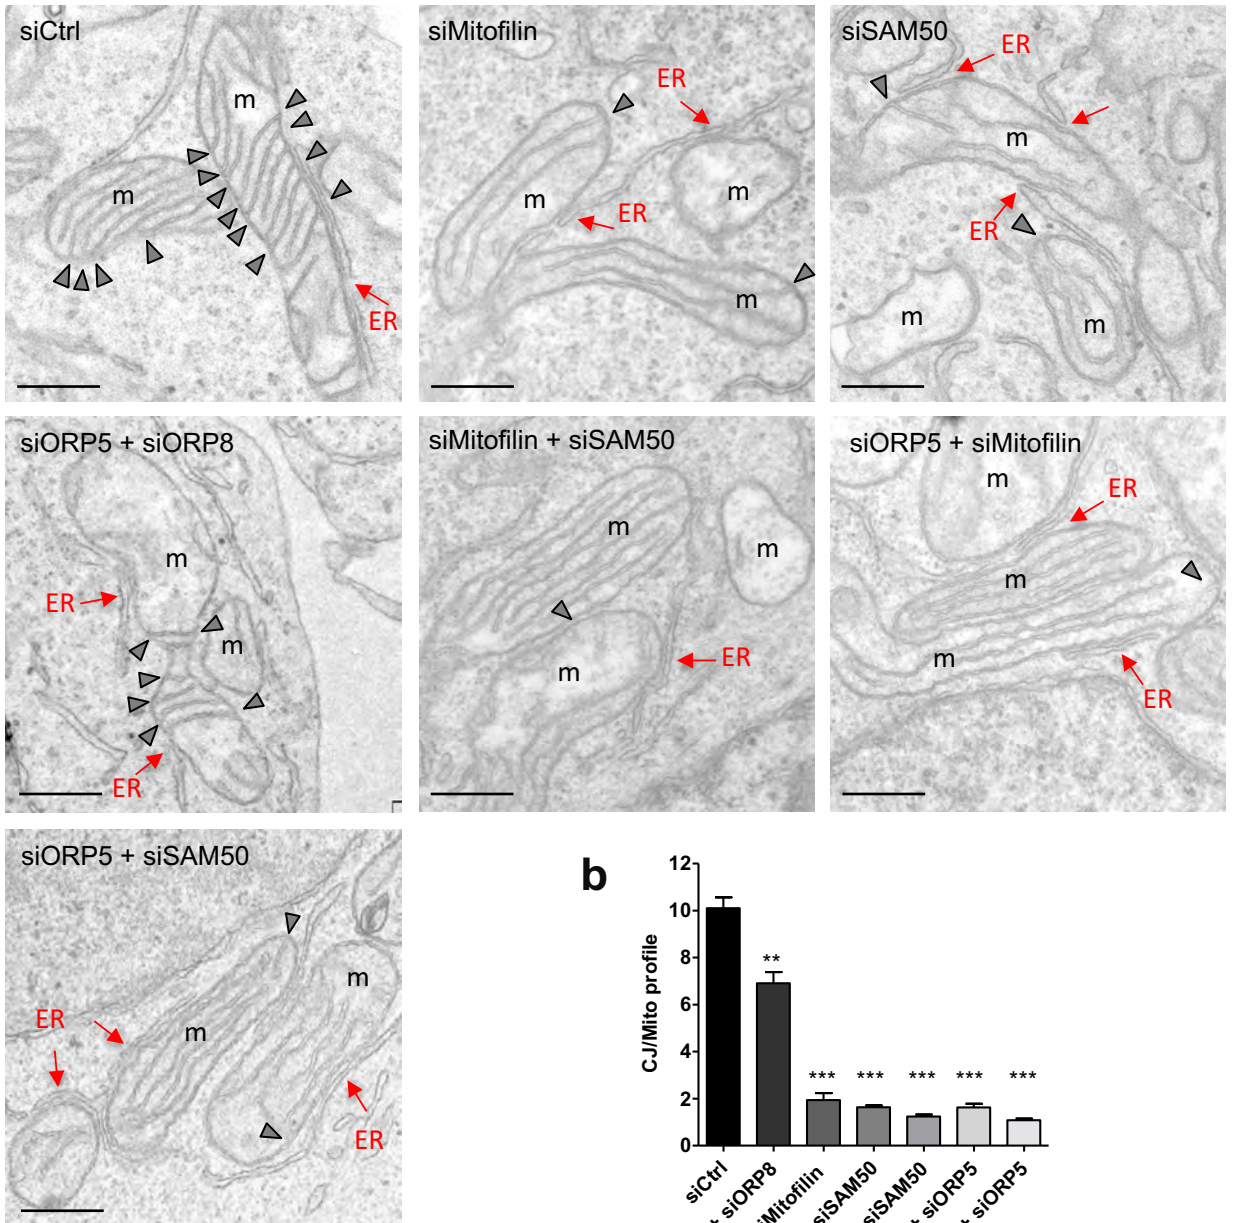 siCtrl
m
m
ER
siMitofilin
ER
m
m
ER
m
siSAM50
ER
m
ER
m
m
siORP5 + siORP8
m
ER
m
ER
siMitofilin + siSAM50
m
m
ER
m
siORP5 + siMitofilin
m
ER
m
m
ER
siORP5 + siSAM50
m
ER
m
ER
b
CJ/Mito profile
12
10
8
6
4
2
0
**
***
***
***
***
***
siCtrl
+ siORP8
iMitofilin
siSAM50
siSAM50
+ siORP5
+ siORP5